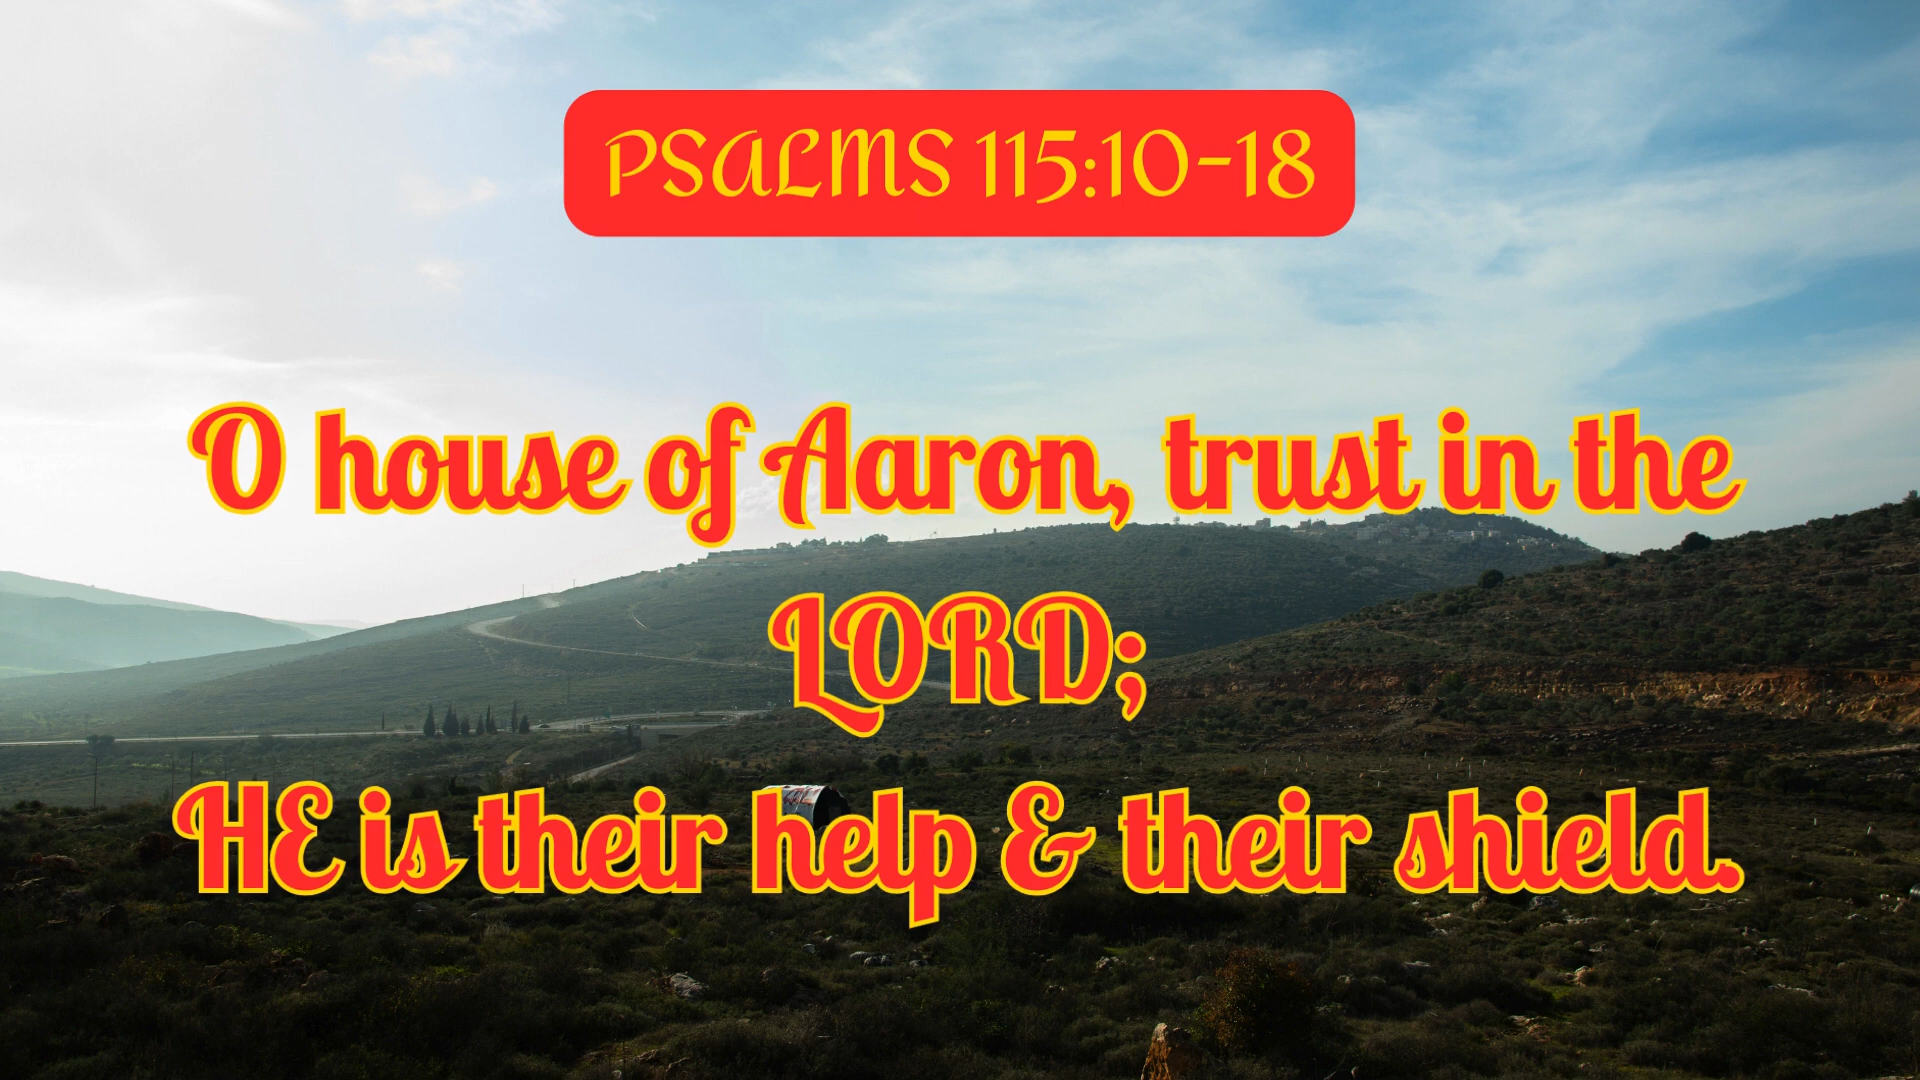 PSALMS 115:10-18
O house of Aaron, trust in the
LORD;
HE is their help & their shield.